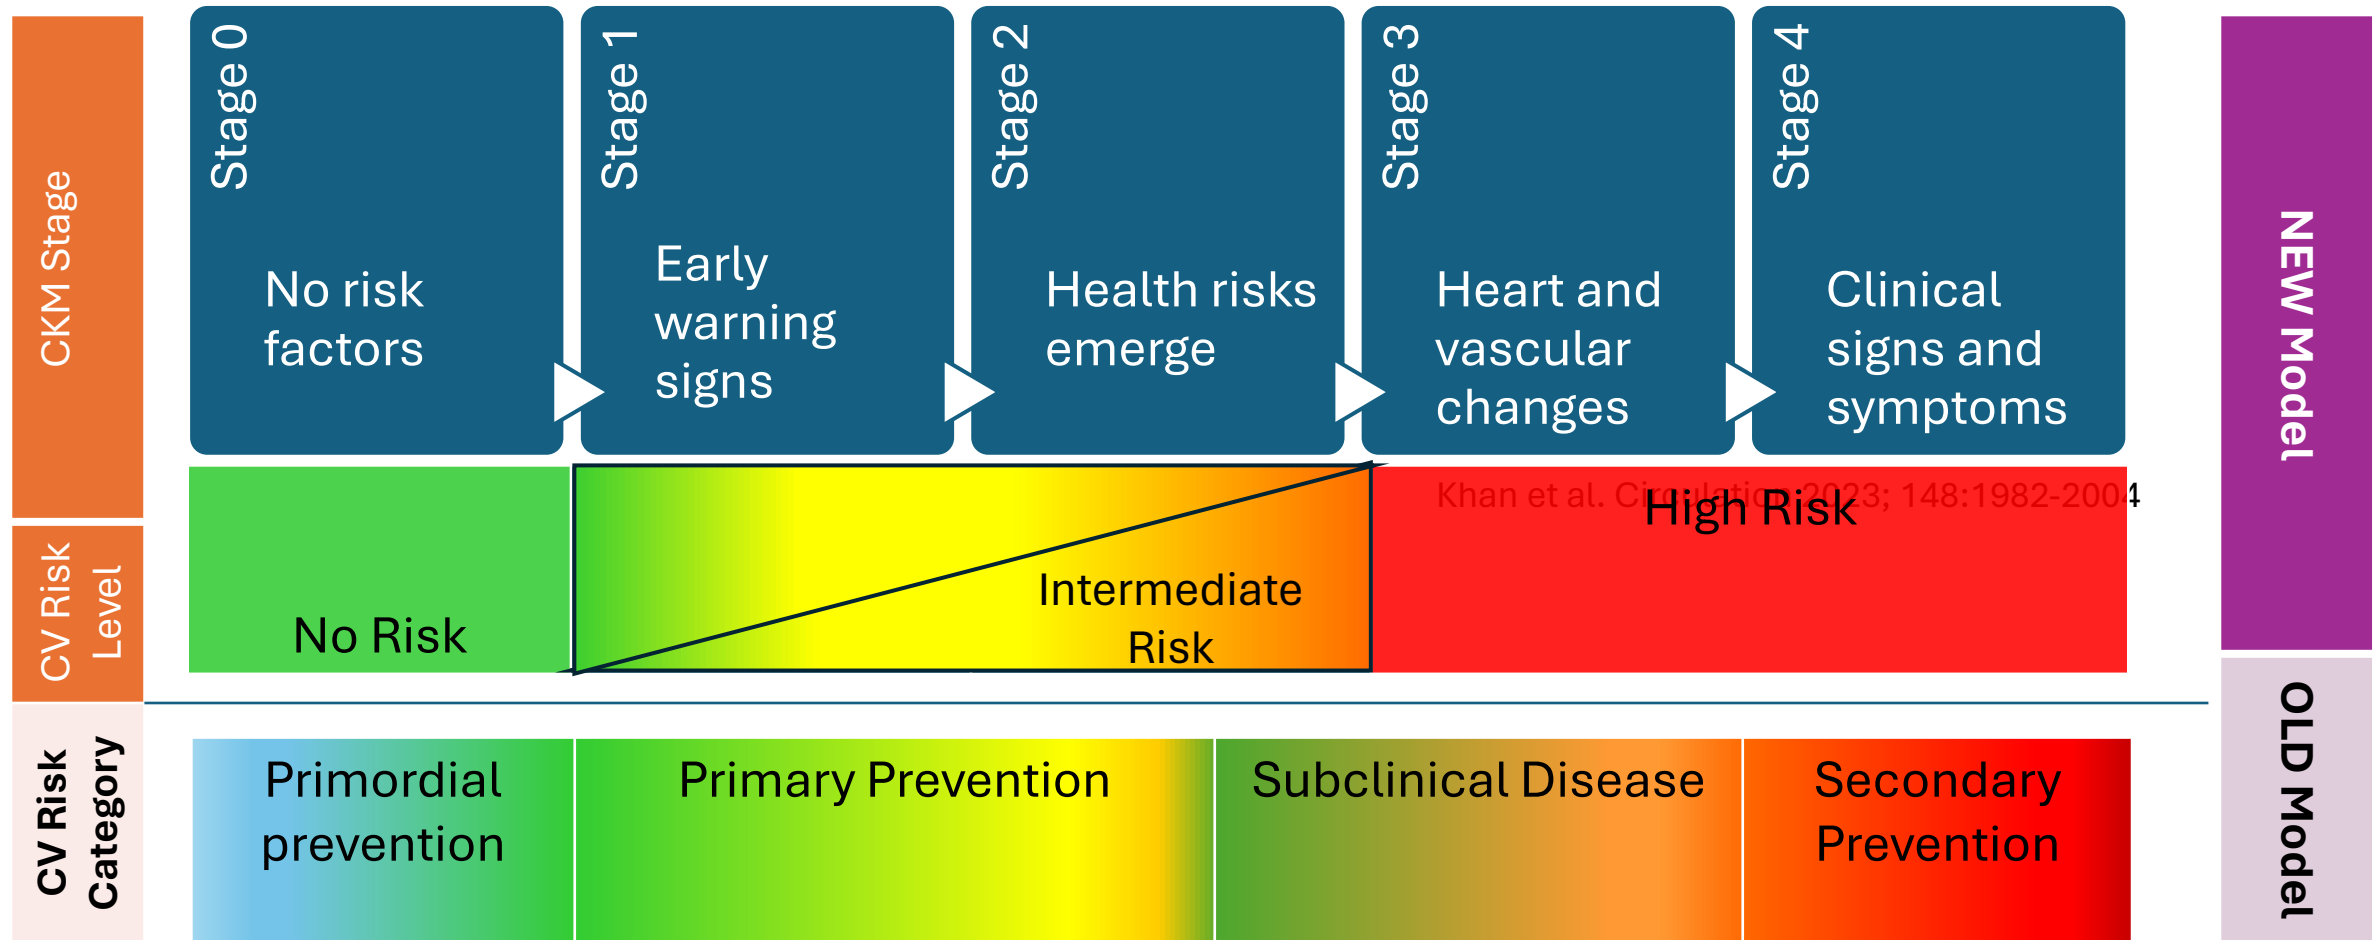 CKM Stage
Stage 0
No risk
factors
Stage 1
Early
warning
signs
Stage 2
Health risks
emerge
Stage 3
Heart and
vascular
changes
Stage 4
Clinical
signs and
symptoms
NEW Model
CV Risk
Level
No Risk
Intermediate
Risk
Khan et al. Circulation 2023; 148:1982-2004
High Risk
CV Risk
Category
Primordial
prevention
Primary Prevention
Subclinical Disease
Secondary
Prevention
OLD Model